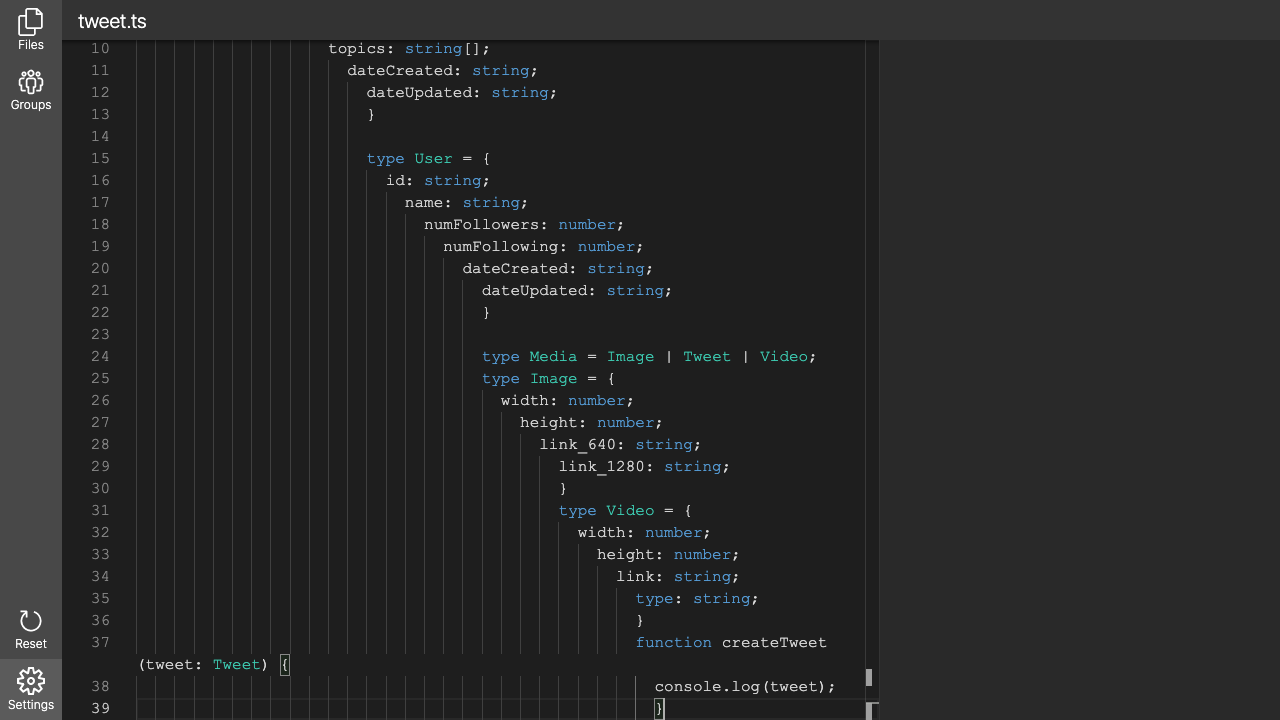 tweet.ts
Files
Groups
Reset
Settings
10 topics: string[];
11 dateCreated: string;
12 dateUpdated: string;
13 }
14
15 type User = {
16 id: string;
17 name: string;
18 numFollowers: number;
19 numFollowing: number;
20 dateCreated: string;
21 dateUpdated: string;
22 }
23
24 type Media = Image | Tweet | Video;
25 type Image = {
26 width: number;
27 height: number;
28 link_640: string;
29 link_1280: string;
30 }
31 type Video = {
32 width: number;
33 height: number;
34 link: string;
35 type: string;
36 }
37 function createTweet
(tweet: Tweet) {
38 console.log(tweet);
39 }